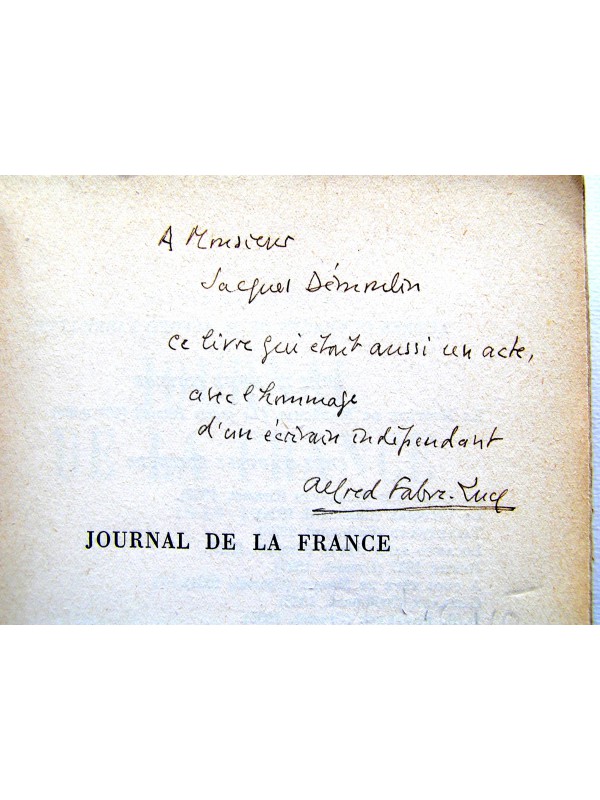 A Monsieur
Jacques Démoulin
ce livre qui était aussi un acte,
avec l'hommage
d'un écrivain indépendant
Alfred Fabre-Luce
JOURNAL DE LA FRANCE